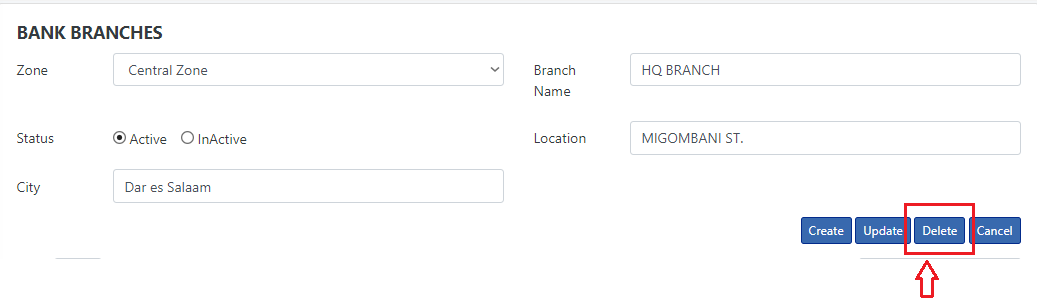 BANK BRANCHES
Zone
Central Zone
Branch
Name
HQ BRANCH
Status
Active
InActive
Location
MIGOMBANI ST.
City
Dar es Salaam
Create
Update
Delete
Cancel